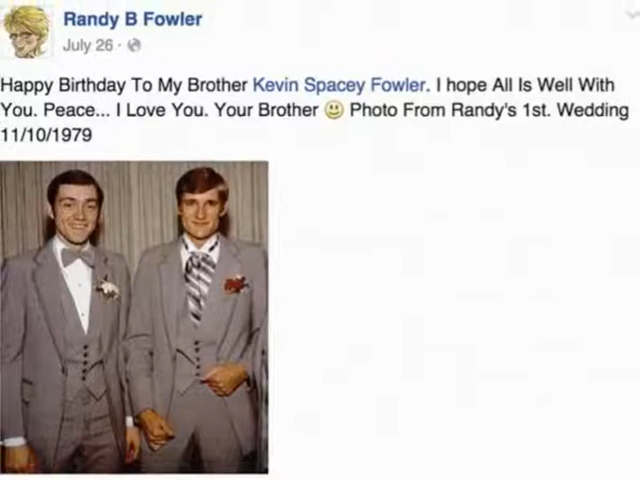 Randy B Fowler
July 26 ·
Happy Birthday To My Brother Kevin Spacey Fowler. I hope All Is Well With
You. Peace... I Love You. Your Brother 😃 Photo From Randy's 1st. Wedding
11/10/1979